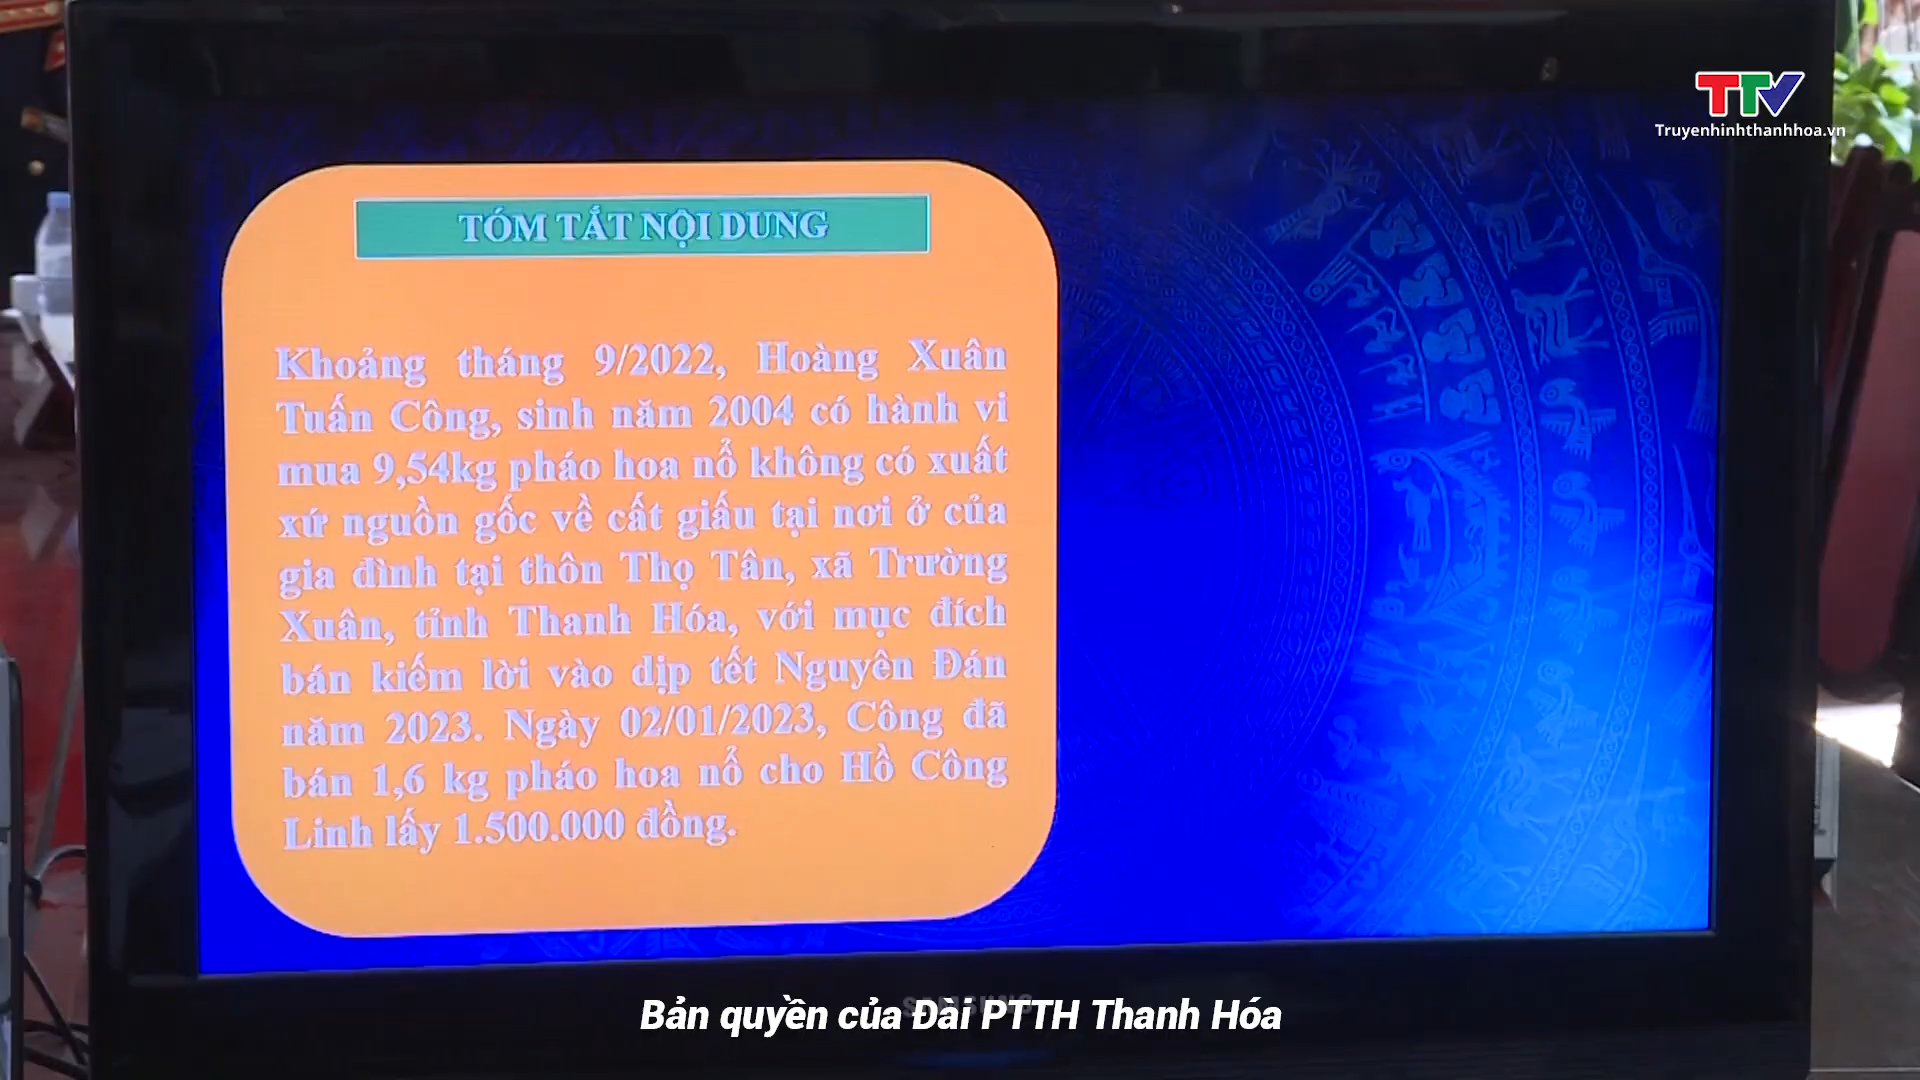 TTV
Truyenhinhthanhhoa.vn
TÓM TẮT NỘI DUNG
Khoảng tháng 9/2022, Hoàng Xuân
Tuấn Công, sinh năm 2004 có hành vi
mua 9,54kg pháo hoa nổ không có xuất
xứ nguồn gốc về cất giấu tại nơi ở của
gia đình tại thôn Thọ Tân, xã Trường
Xuân, tỉnh Thanh Hóa, với mục đích
bán kiếm lời vào dịp tết Nguyên Đán
năm 2023. Ngày 02/01/2023, Công đã
bán 1,6 kg pháo hoa nổ cho Hồ Công
Linh lấy 1.500.000 đồng.
SAMSUNG
Bản quyền của Đài PTTH Thanh Hóa